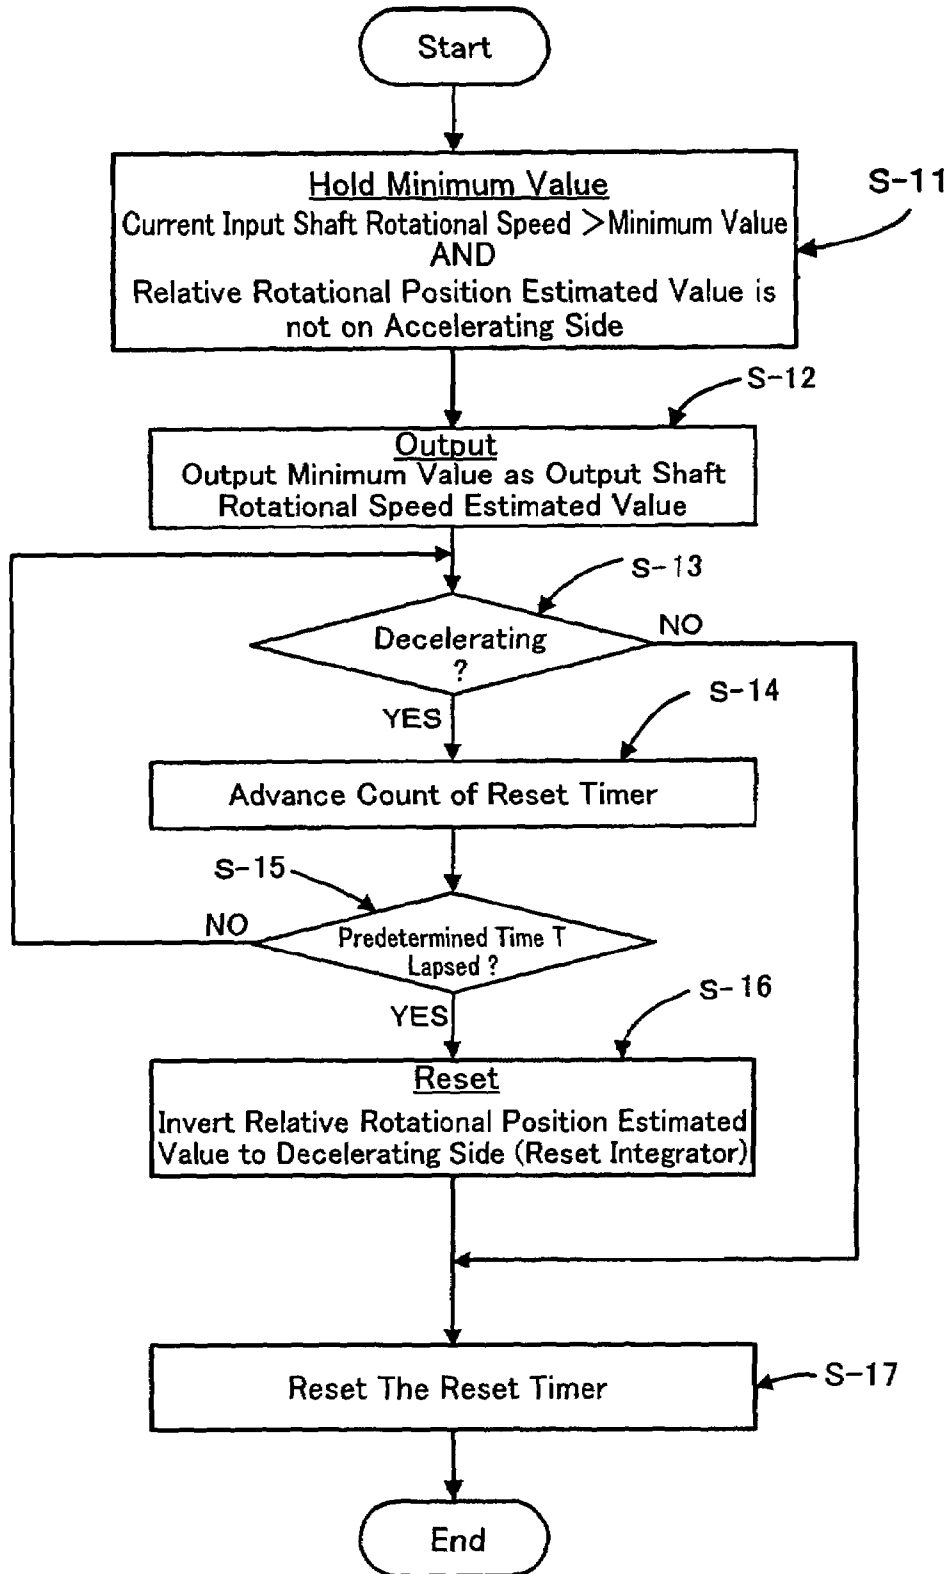 Start
Hold Minimum Value
Current Input Shaft Rotational Speed >Minimum Value
AND
Relative Rotational Position Estimated Value is
not on Accelerating Side
S-11
S-12
Output
Output Minimum Value as Output Shaft
Rotational Speed Estimated Value
S-13
Decelerating
?
NO
YES
S-14
Advance Count of Reset Timer
S-15
NO
Predetermined Time T
Lapsed ?
YES
S-16
Reset
Invert Relative Rotational Position Estimated
Value to Decelerating Side (Reset Integrator)
Reset The Reset Timer
S-17
End